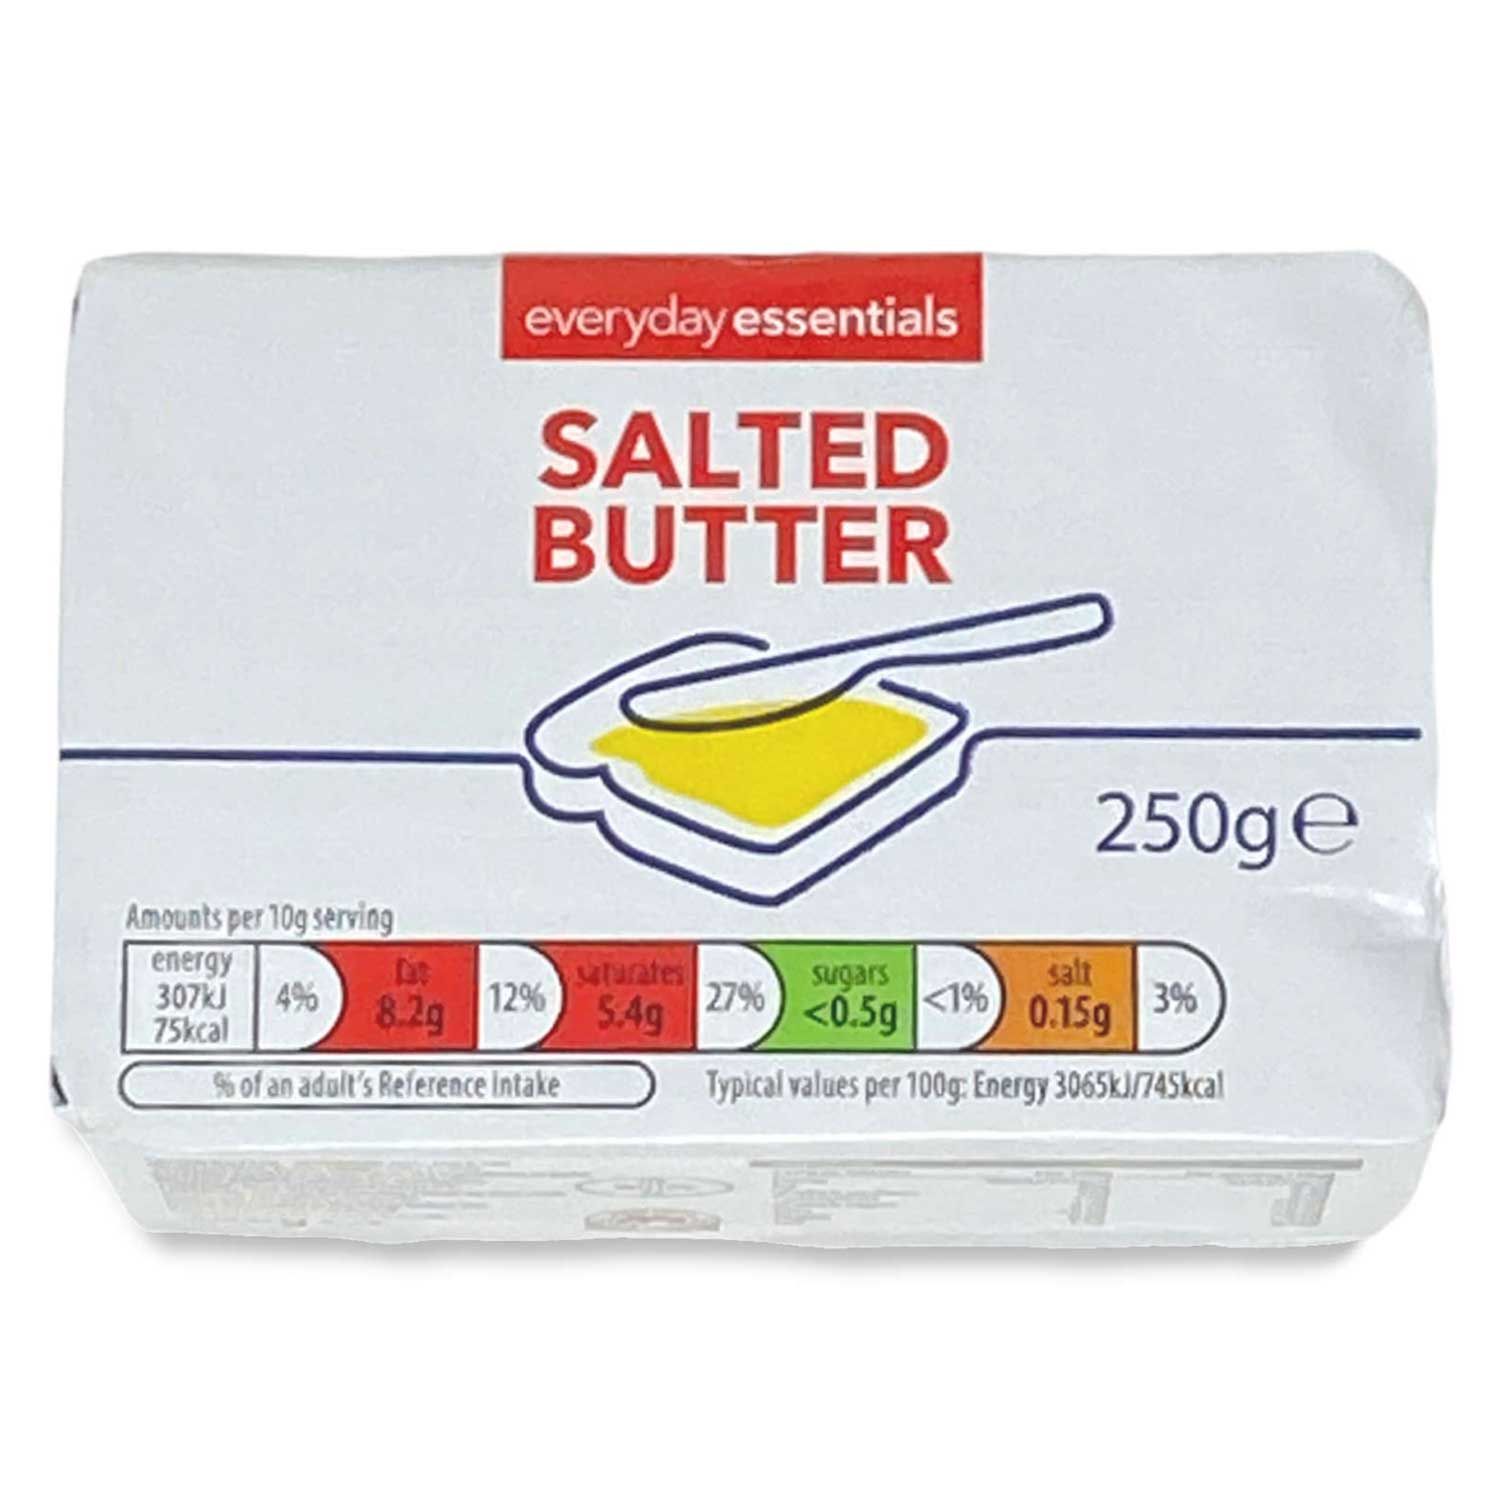 everyday essentials
SALTED
BUTTER
250g ℮
Amounts per 10g serving
energy
307kJ
75kcal
4%
fat
8.2g
12%
saturates
5.4g
27%
sugars
<0.5g
<1%
salt
0.15g
3%
% of an adult's Reference Intake
Typical values per 100g: Energy 3065kJ/745kcal